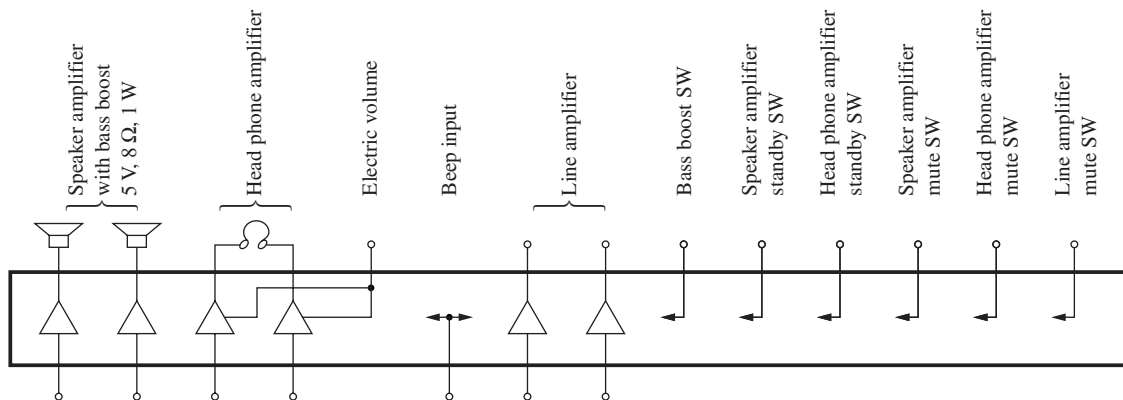 Speaker amplifier
with bass boost
5 V, 8 Ω, 1 W
Head phone amplifier
Electric volume
Beep input
Line amplifier
Bass boost SW
Speaker amplifier
standby SW
Head phone amplifier
standby SW
Speaker amplifier
mute SW
Head phone amplifier
mute SW
Line amplifier
mute SW